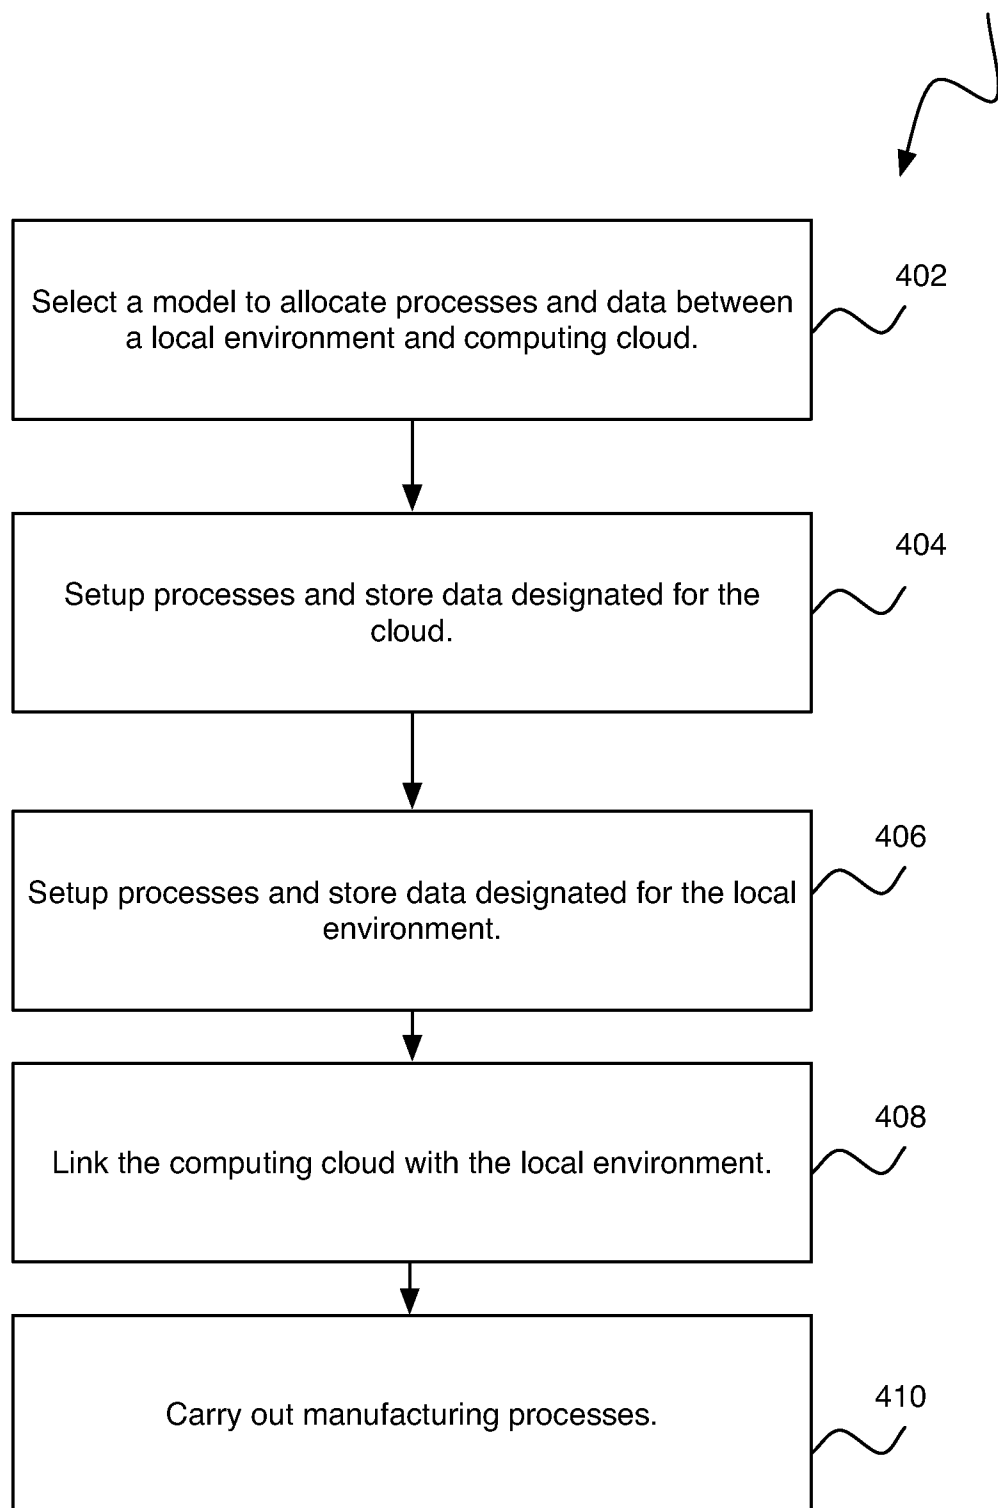 402
Select a model to allocate processes and data between
a local environment and computing cloud.
404
Setup processes and store data designated for the
cloud.
406
Setup processes and store data designated for the local
environment.
408
Link the computing cloud with the local environment.
410
Carry out manufacturing processes.